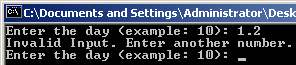 C:\Documents and Settings\Administrator\Desk
Enter the day (example: 10): 1.2
Invalid Input. Enter another number.
Enter the day (example: 10): _